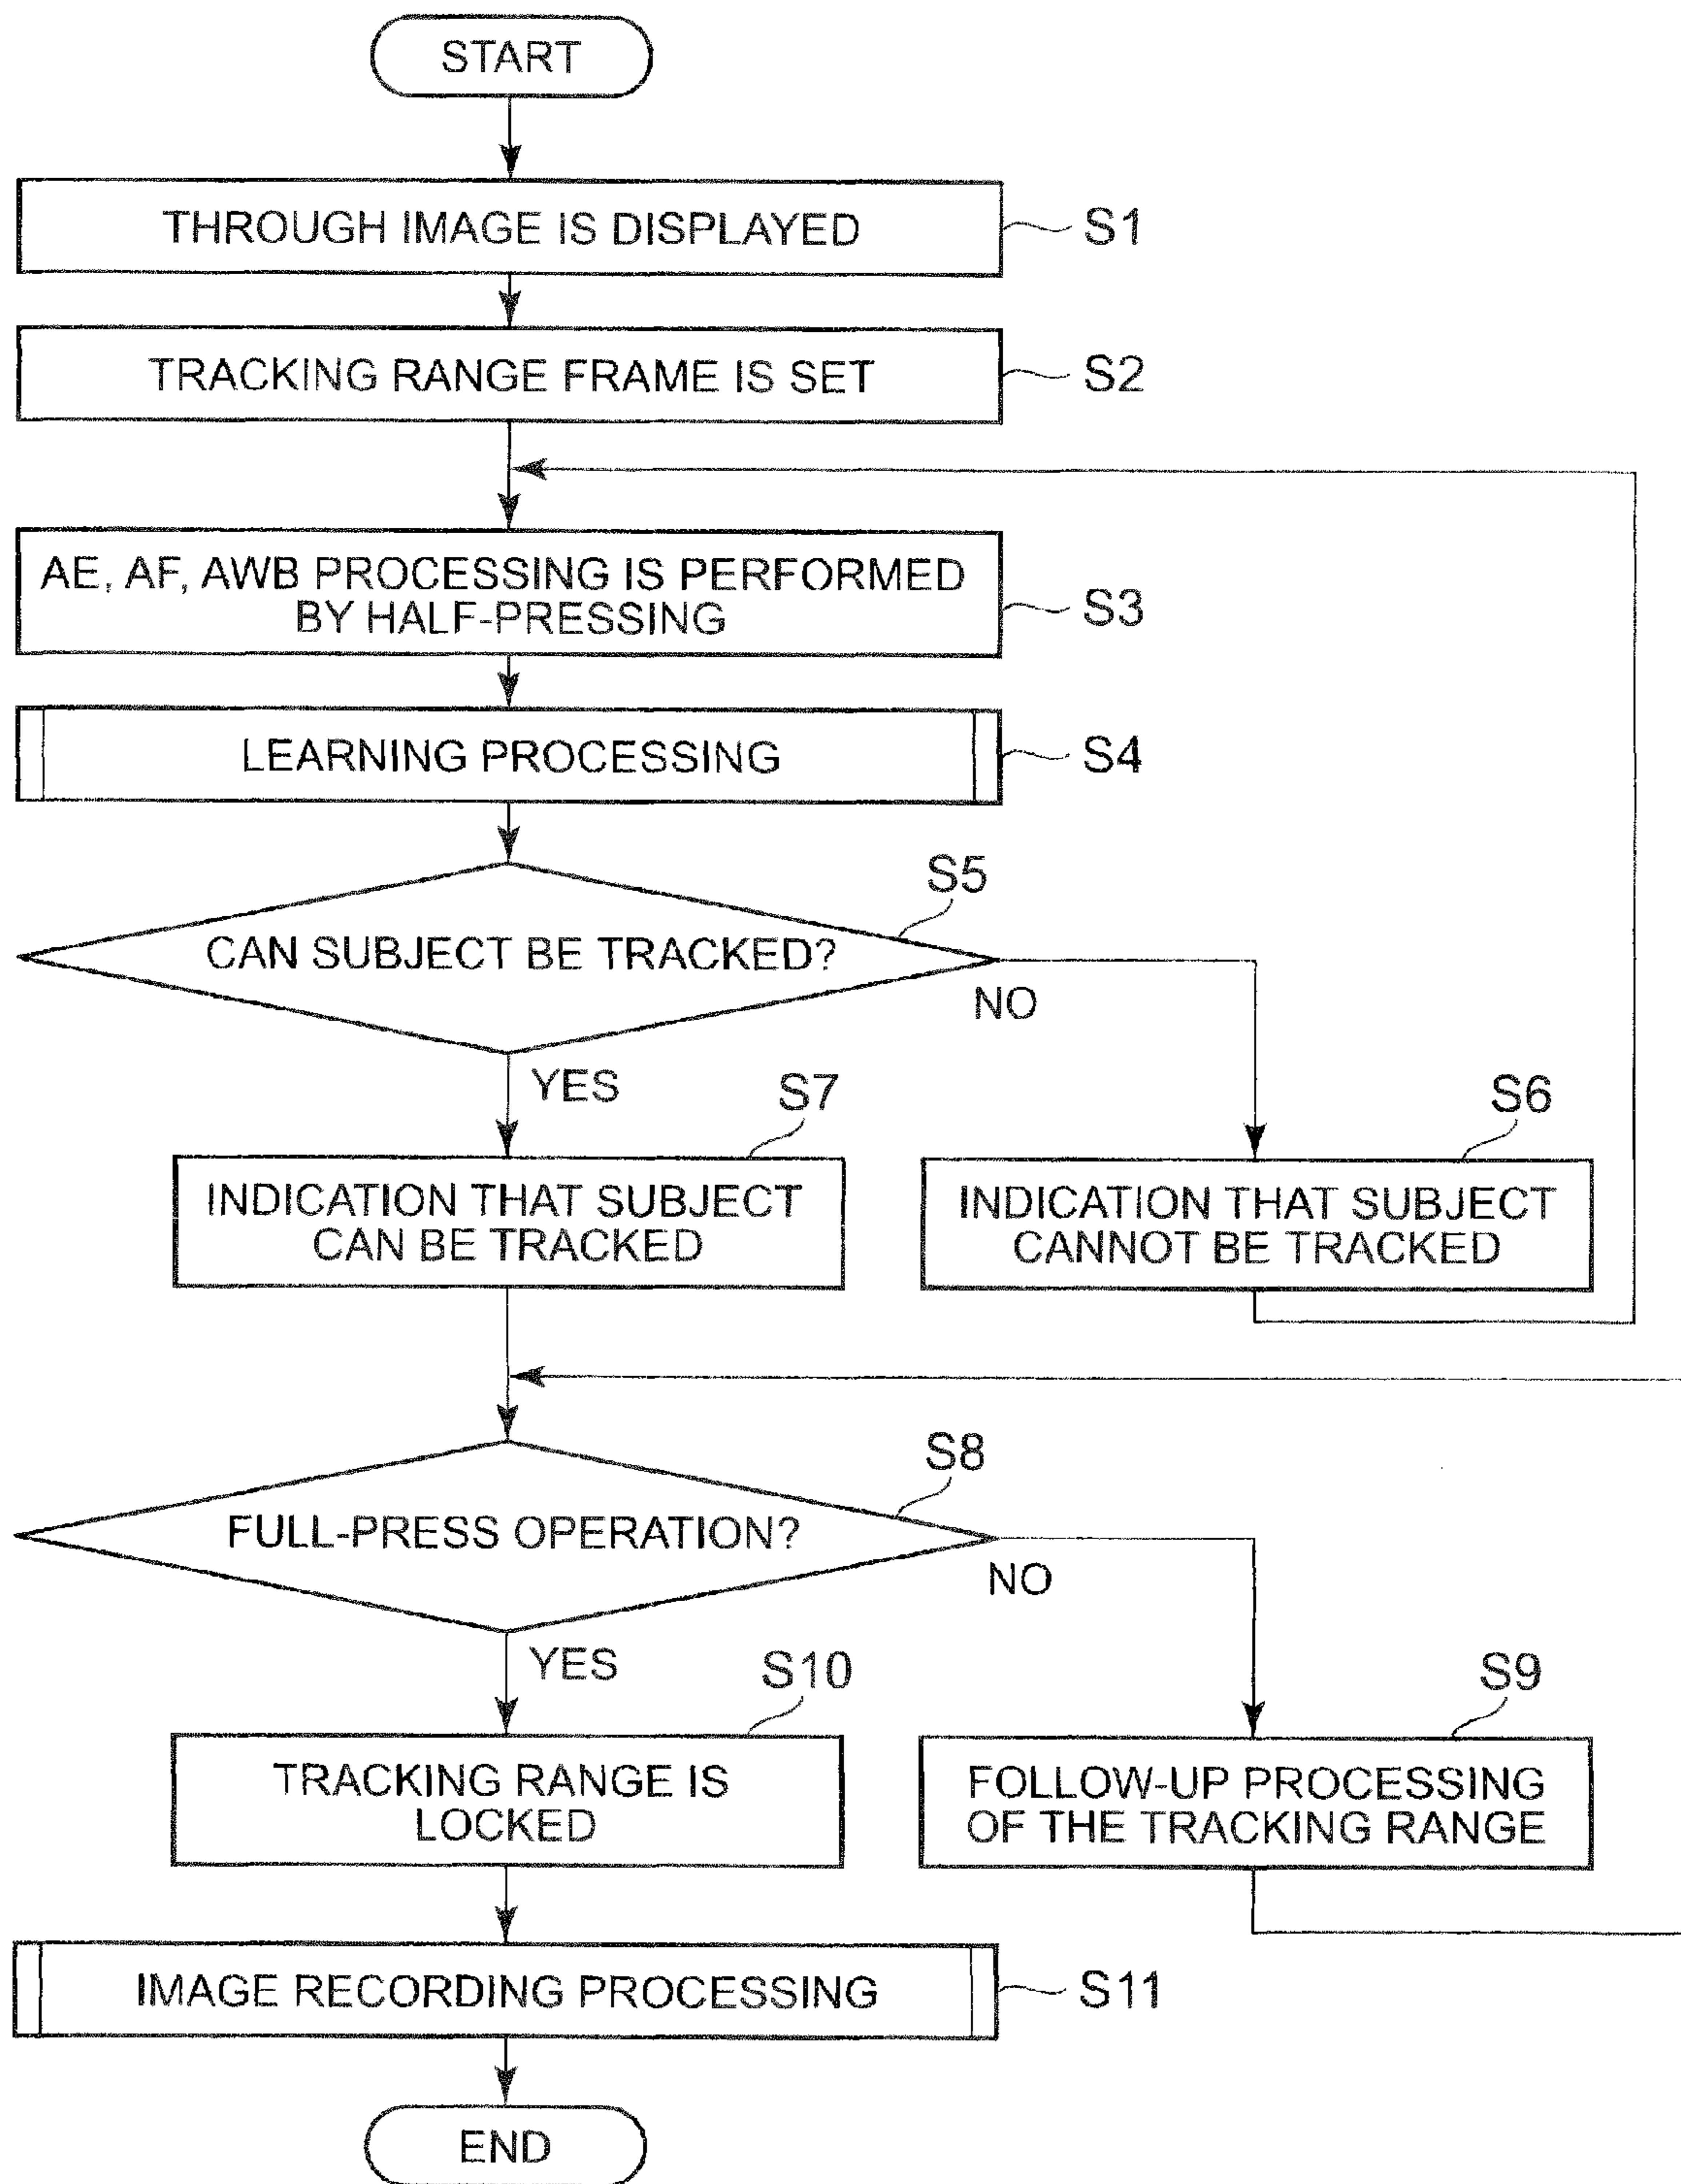 START
THROUGH IMAGE IS DISPLAYED
S1
TRACKING RANGE FRAME IS SET
S2
AE, AF, AWB PROCESSING IS PERFORMED
BY HALF-PRESSING
S3
LEARNING PROCESSING
S4
S5
CAN SUBJECT BE TRACKED?
NO
YES
S7
INDICATION THAT SUBJECT
CAN BE TRACKED
S6
INDICATION THAT SUBJECT
CANNOT BE TRACKED
S8
FULL-PRESS OPERATION?
NO
YES
S10
TRACKING RANGE IS
LOCKED
S9
FOLLOW-UP PROCESSING
OF THE TRACKING RANGE
IMAGE RECORDING PROCESSING
S11
END